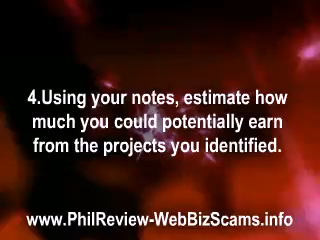 4.Using your notes, estimate how
much you could potentially earn
from the projects you identified.
www.PhilReview-WebBizScams.info